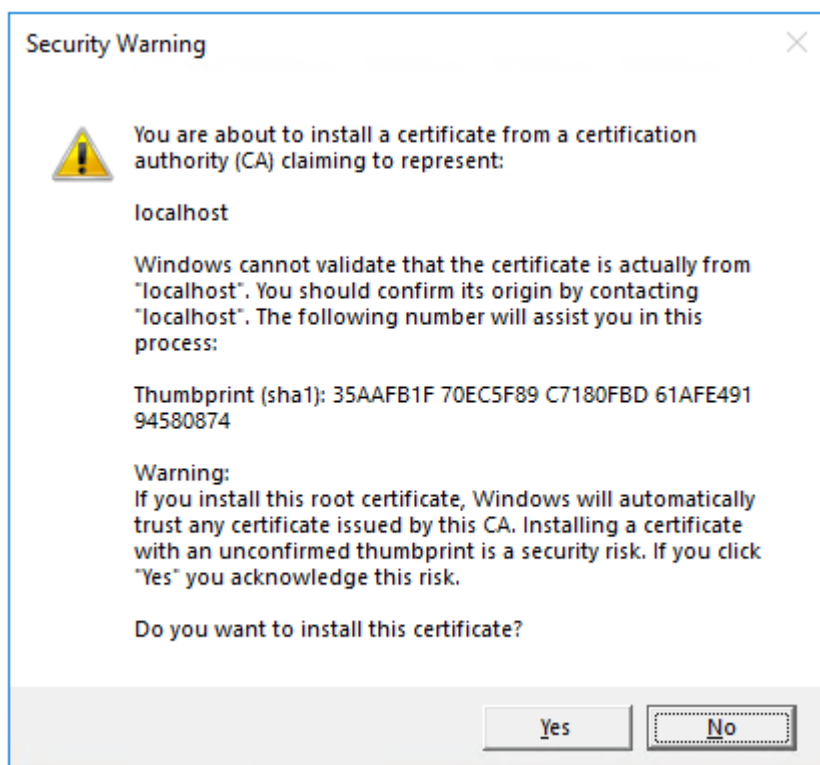 Security Warning
You are about to install a certificate from a certification
authority (CA) claiming to represent:
localhost
Windows cannot validate that the certificate is actually from
"localhost". You should confirm its origin by contacting
"localhost". The following number will assist you in this
process:
Thumbprint (sha1): 35AAFB1F 70EC5F89 C7180FBD 61AFE491
94580874
Warning:
If you install this root certificate, Windows will automatically
trust any certificate issued by this CA. Installing a certificate
with an unconfirmed thumbprint is a security risk. If you click
"Yes" you acknowledge this risk.
Do you want to install this certificate?
Yes
No